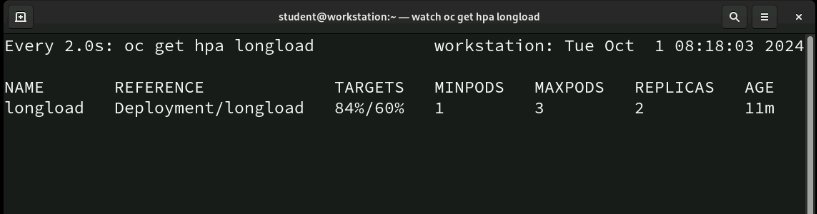 student@workstation:~ — watch oc get hpa longload
Every 2.0s: oc get hpa longload workstation: Tue Oct 1 08:18:03 2024
NAME REFERENCE TARGETS MINPODS MAXPODS REPLICAS AGE
longload Deployment/longload 84%/60% 1 3 2 11m